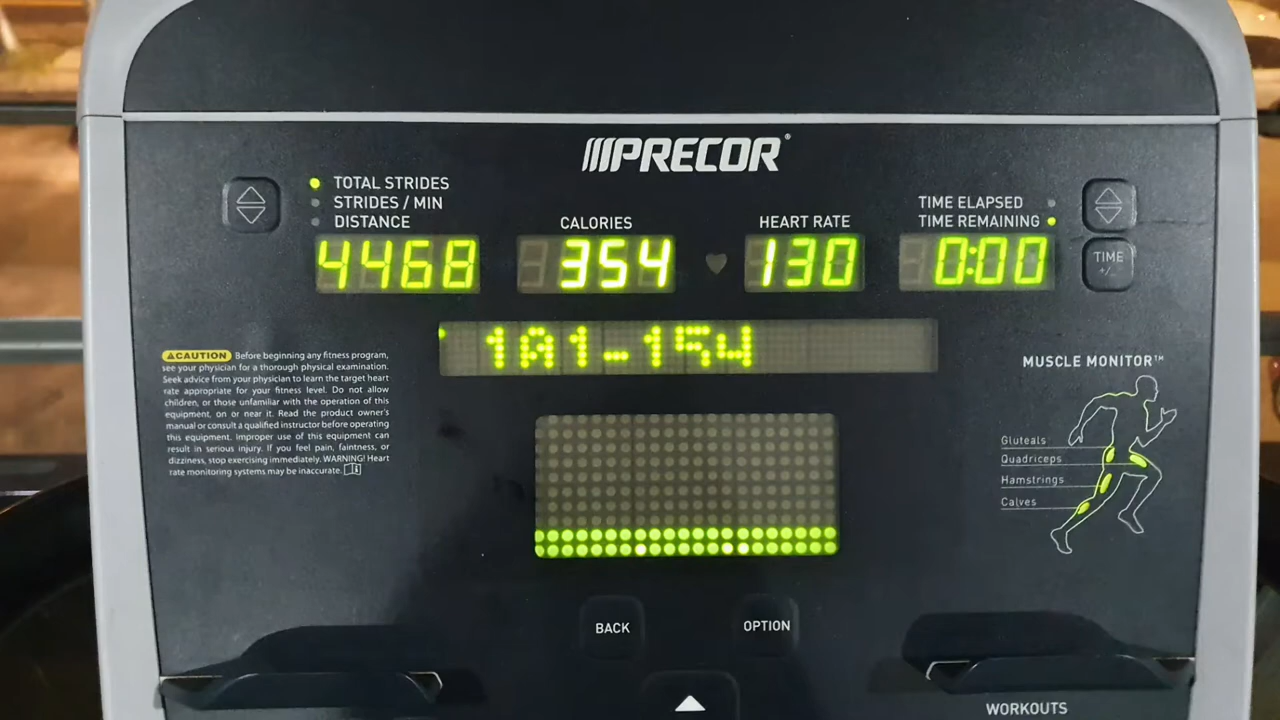 PRECOR®
TOTAL STRIDES
STRIDES / MIN
DISTANCE
4468
CALORIES
354
HEART RATE
130
TIME ELAPSED
TIME REMAINING
0:00
TIME
+/-
1A1-154
⚠CAUTION Before beginning any fitness program,
see your physician for a thorough physical examination.
Seek advice from your physician to learn the target heart
rate appropriate for your fitness level. Do not allow
children, or those unfamiliar with the operation of this
equipment, on or near it. Read the product owner's
manual or consult a qualified instructor before operating
this equipment. Improper use of this equipment can
result in serious injury. If you feel pain, faintness, or
dizziness, stop exercising immediately. WARNING! Heart
rate monitoring systems may be inaccurate.
MUSCLE MONITOR™
Gluteals
Quadriceps
Hamstrings
Calves
BACK
OPTION
WORKOUTS